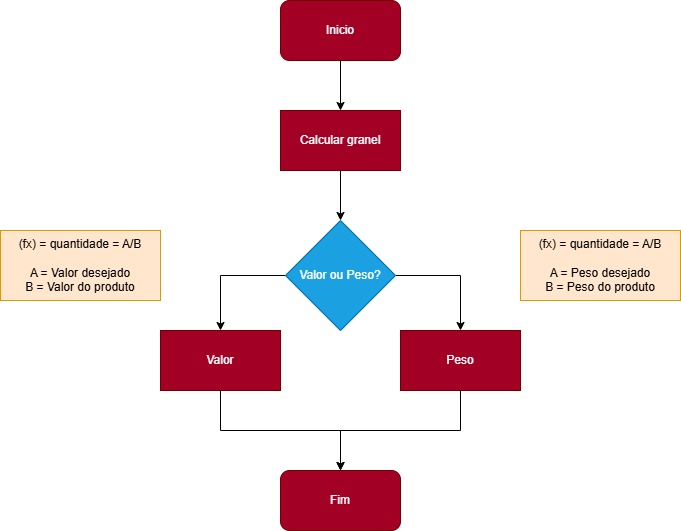 Inicio
Calcular granel
(fx) = quantidade = A/B
A = Valor desejado
B = Valor do produto
Valor ou Peso?
(fx) = quantidade = A/B
A = Peso desejado
B = Peso do produto
Valor
Peso
Fim